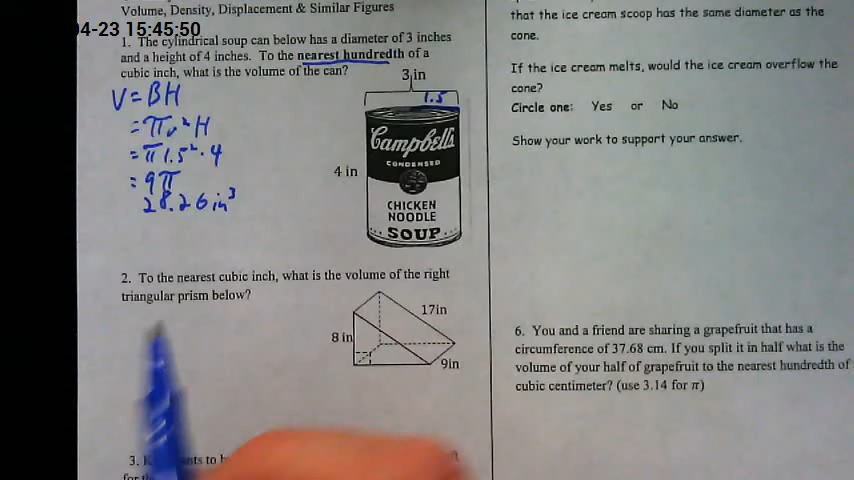 Volume, Density, Displacement & Similar Figures
04-23 15:45:50
1. The cylindrical soup can below has a diameter of 3 inches
and a height of 4 inches. To the nearest hundredth of a
cubic inch, what is the volume of the can?
V = BH
= πr²H
= π1.5²·4
= 9π
28.26 in³
3 in
1.5
4 in
Campbell's
CONDENSED
CHICKEN
NOODLE
SOUP
2. To the nearest cubic inch, what is the volume of the right
triangular prism below?
17in
8 in
9in
3.
to
for
that the ice cream scoop has the same diameter as the
cone.
If the ice cream melts, would the ice cream overflow the
cone?
Circle one: Yes or No
Show your work to support your answer.
6. You and a friend are sharing a grapefruit that has a
circumference of 37.68 cm. If you split it in half what is the
volume of your half of grapefruit to the nearest hundredth of
cubic centimeter? (use 3.14 for π)